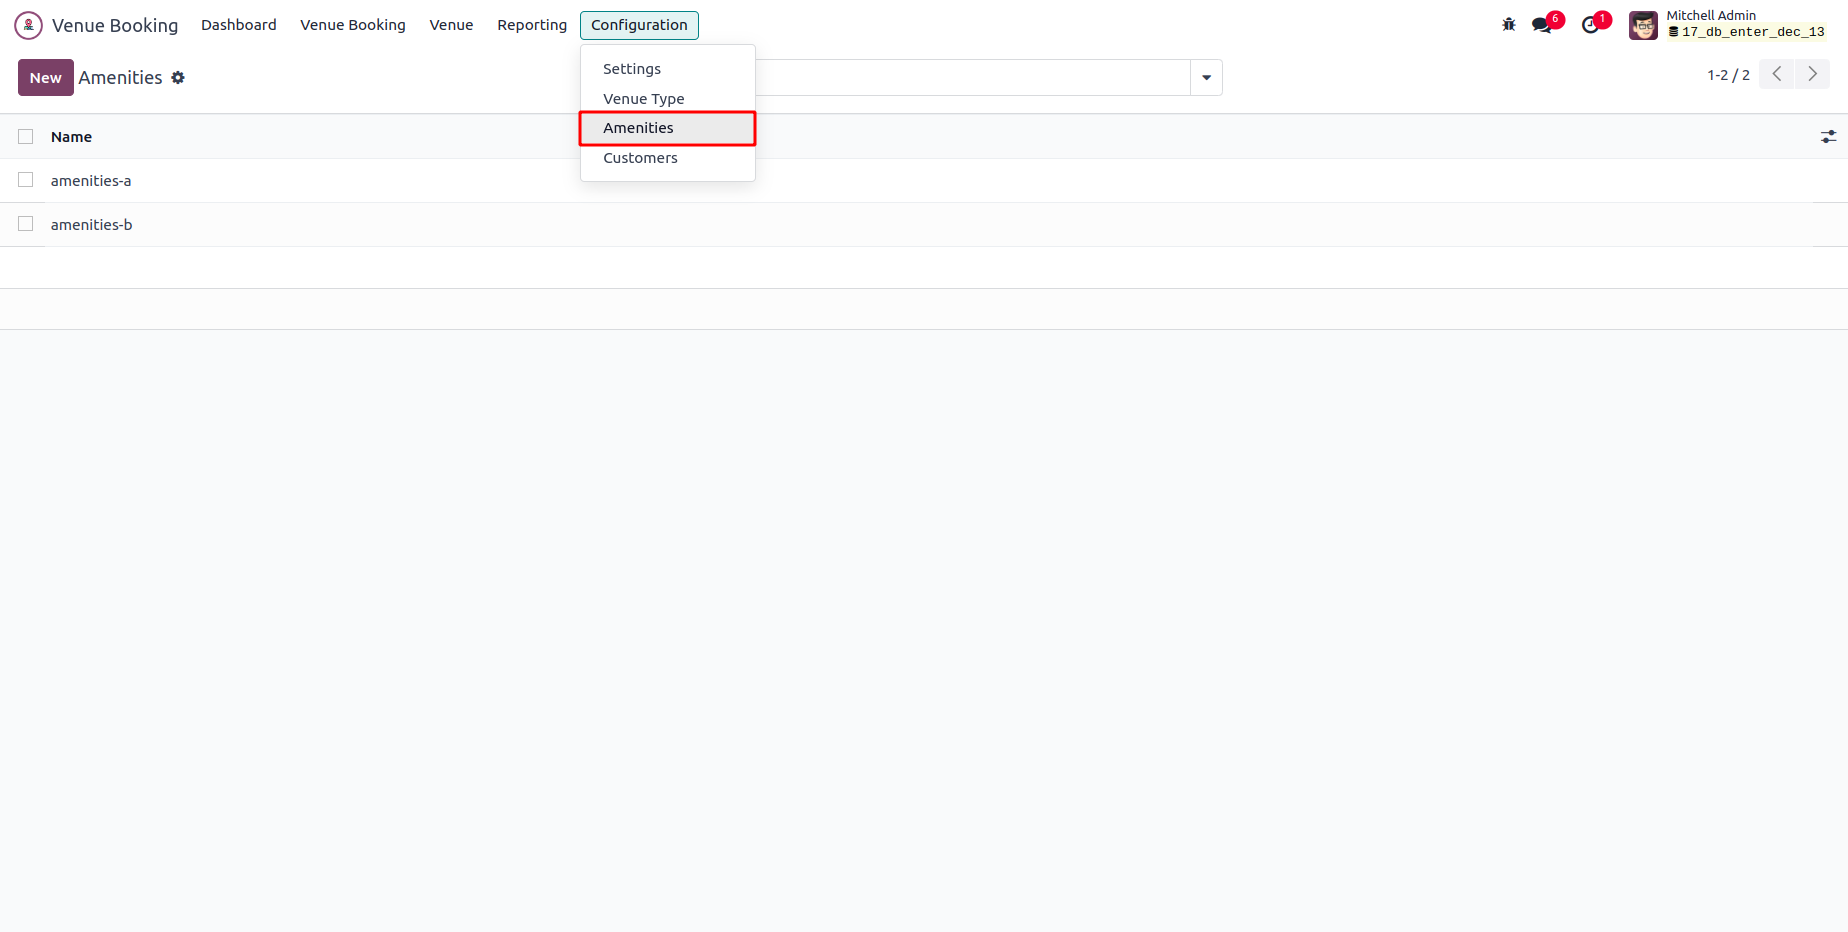 Venue Booking Dashboard Venue Booking Venue Reporting Configuration 6 1 Mitchell Admin
17_db_enter_dec_13
New Amenities 1-2 / 2
Settings
Venue Type
Amenities
Customers
Name
amenities-a
amenities-b